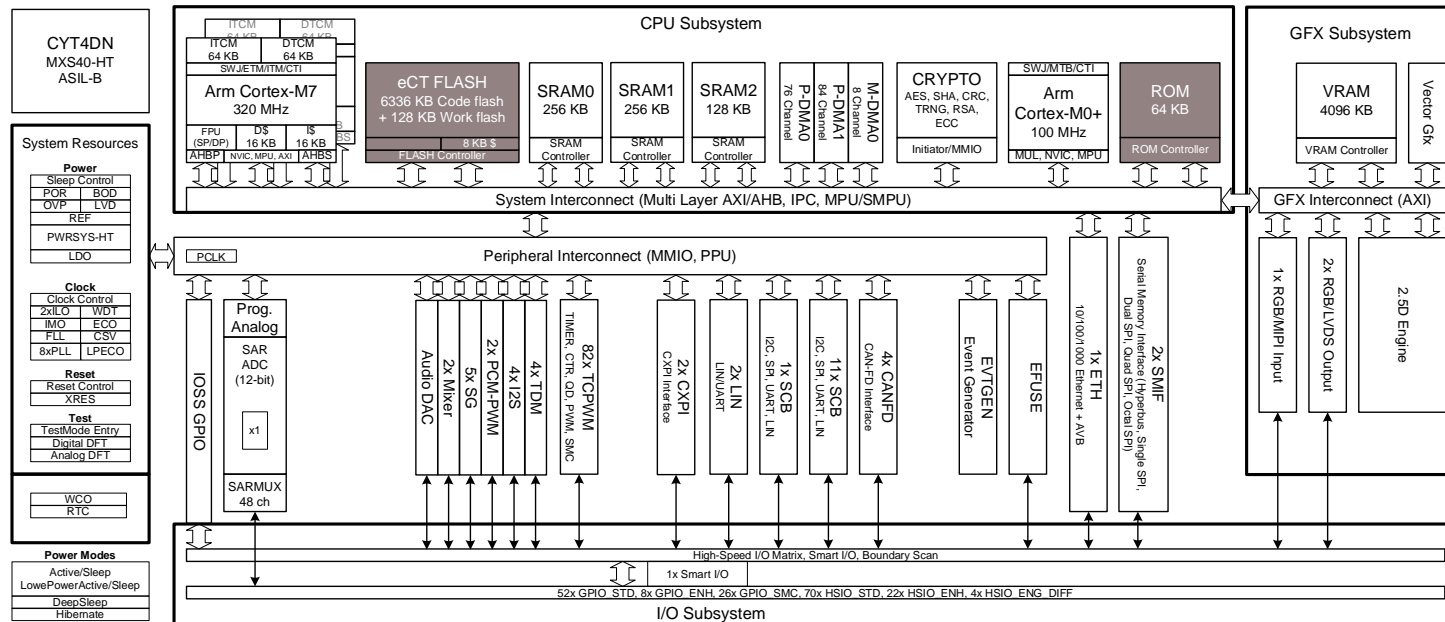 CYT4DN
MXS40-HT
ASIL-B
System Resources
Power
Sleep Control
POR BOD
OVP LVD
REF
PWRSYS-HT
LDO
Clock
Clock Control
2xILO WDT
IMO ECO
FLL CSV
8xPLL LPECO
Reset
Reset Control
XRES
Test
TestMode Entry
Digital DFT
Analog DFT
WCO
RTC
Power Modes
Active/Sleep
LowePowerActive/Sleep
DeepSleep
Hibernate
CPU Subsystem
ITCM
64 KB
DTCM
64 KB
ITCM
64 KB
DTCM
64 KB
SWJ/ETM/ITM/CTI
Arm Cortex-M7
320 MHz
FPU
(SP/DP)
D$
16 KB
I$
16 KB
AHBP
NVIC, MPU, AXI
AHBS
eCT FLASH
6336 KB Code flash
+ 128 KB Work flash
8 KB $
FLASH Controller
SRAM0
256 KB
SRAM
Controller
SRAM1
256 KB
SRAM
Controller
SRAM2
128 KB
SRAM
Controller
P-DMA0
76 Channel
P-DMA1
84 Channel
M-DMA0
8 Channel
CRYPTO
AES, SHA, CRC,
TRNG, RSA,
ECC
Initiator/MMIO
SWJ/MTB/CTI
Arm
Cortex-M0+
100 MHz
MUL, NVIC, MPU
ROM
64 KB
ROM Controller
System Interconnect (Multi Layer AXI/AHB, IPC, MPU/SMPU)
GFX Subsystem
VRAM
4096 KB
VRAM Controller
Vector Gfx
GFX Interconnect (AXI)
1x RGB/MIPI Input
2x RGB/LVDS Output
2.5D Engine
PCLK
Peripheral Interconnect (MMIO, PPU)
IOSS GPIO
Prog.
Analog
SAR
ADC
(12-bit)
x1
SARMUX
48 ch
Audio DAC
2x Mixer
5x SG
2x PCM-PWM
4x I2S
4x TDM
82x TCPWM
TIMER, CTR, QD, PWM, SMC
2x CXPI
CXPI Interface
2x LIN
LIN/UART
1x SCB
I2C, SPI, UART, LIN
11x SCB
I2C, SPI, UART, LIN
4x CANFD
CAN-FD Interface
EVTGEN
Event Generator
EFUSE
1x ETH
10/100/1000 Ethernet + AVB
2x SMIF
Serial Memory Interface (Hyperbus, Single SPI,
Dual SPI, Quad SPI, Octal SPI)
High-Speed I/O Matrix, Smart I/O, Boundary Scan
1x Smart I/O
52x GPIO_STD, 8x GPIO_ENH, 26x GPIO_SMC, 70x HSIO_STD, 22x HSIO_ENH, 4x HSIO_ENG_DIFF
I/O Subsystem